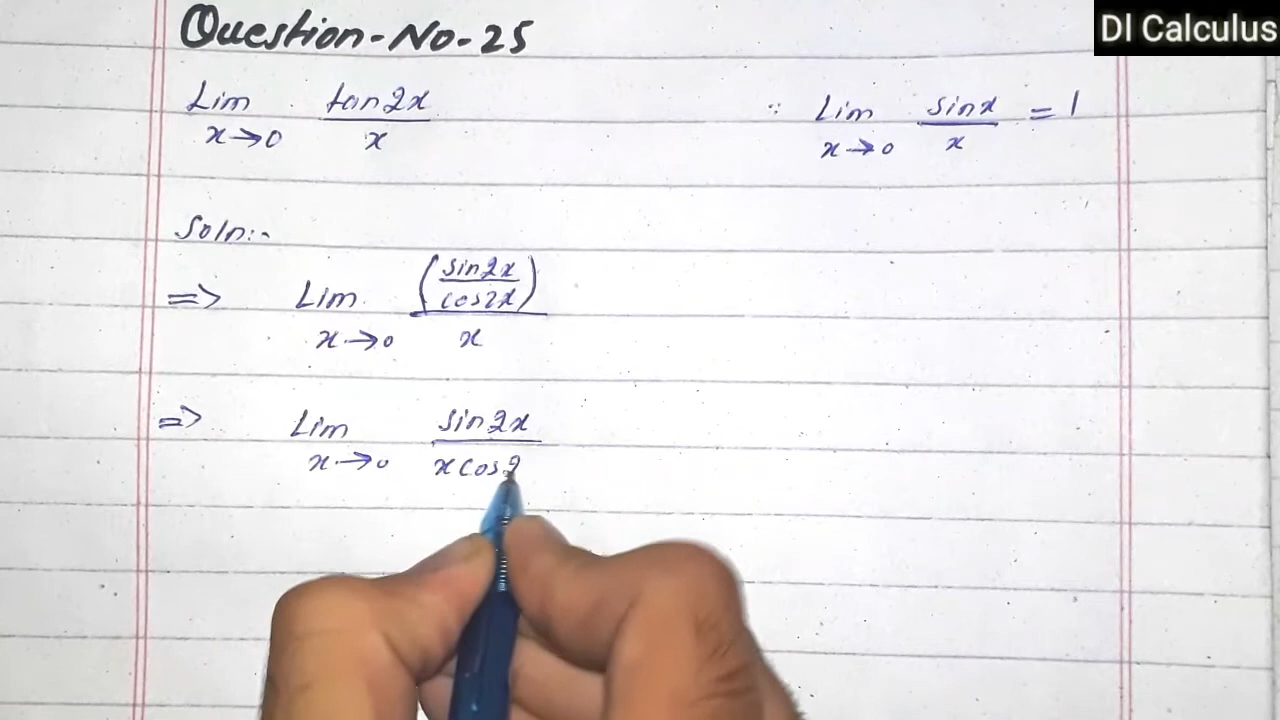 DI Calculus
Question-No-25
Lim x→0 tan2x/x ∵ Lim x→0 sinx/x = 1
Soln:-
=> Lim x→0 (sin2x/cos2x)/x
=> Lim x→0 sin2x/xcos2